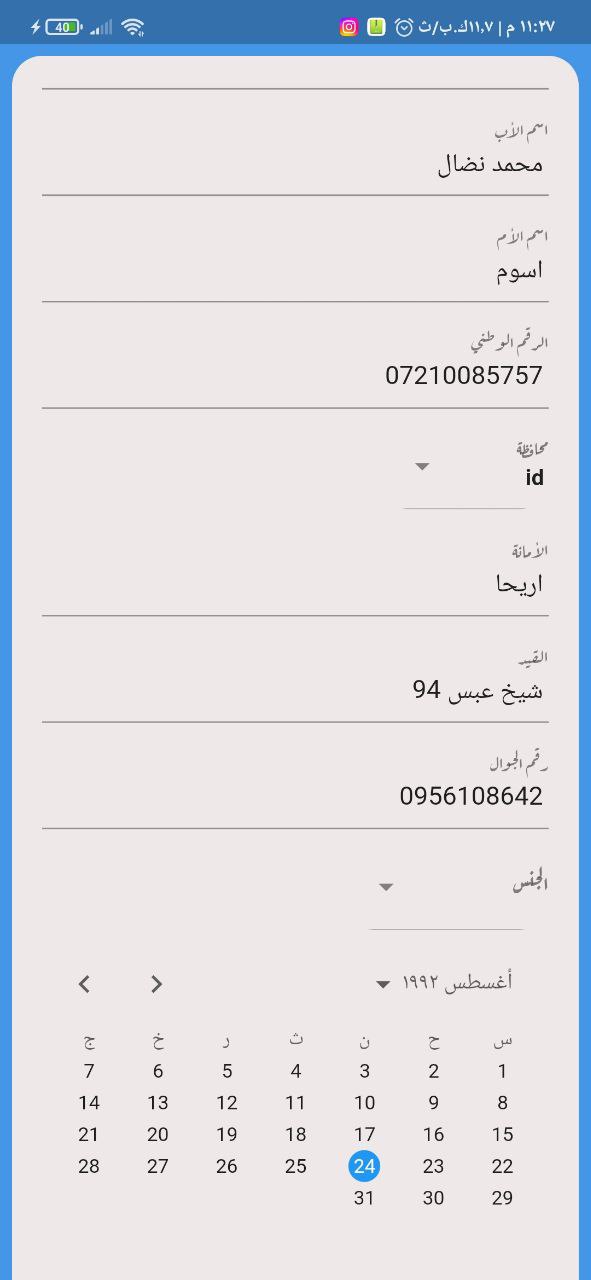 ١١:٢٧ م | ١١,٧ك.ب/ث
40
اسم الأب
محمد نضال
اسم الأم
اسوم
الرقم الوطني
07210085757
محافظة
id
الأمانة
اريحا
القيد
شيخ عبس 94
رقم الجوال
0956108642
الجنس
أغسطس ١٩٩٢
س ح ن ث ر خ ج
1 2 3 4 5 6 7
8 9 10 11 12 13 14
15 16 17 18 19 20 21
22 23 24 25 26 27 28
29 30 31